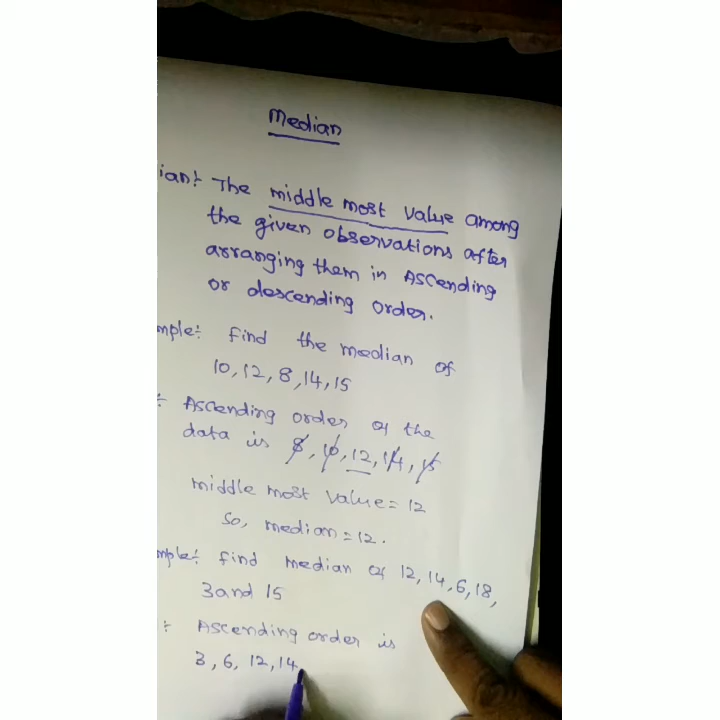 Median
ian: The middle most value among
the given observations after
arranging them in Ascending
or descending order.
mple: Find the median of
10, 12, 8, 14, 15
: Ascending order of the
data is 8, 10, 12, 14, 15
middle most value = 12
So, median = 12.
mple: find median of 12, 14, 6, 18,
3 and 15
: Ascending order is
3, 6, 12, 14